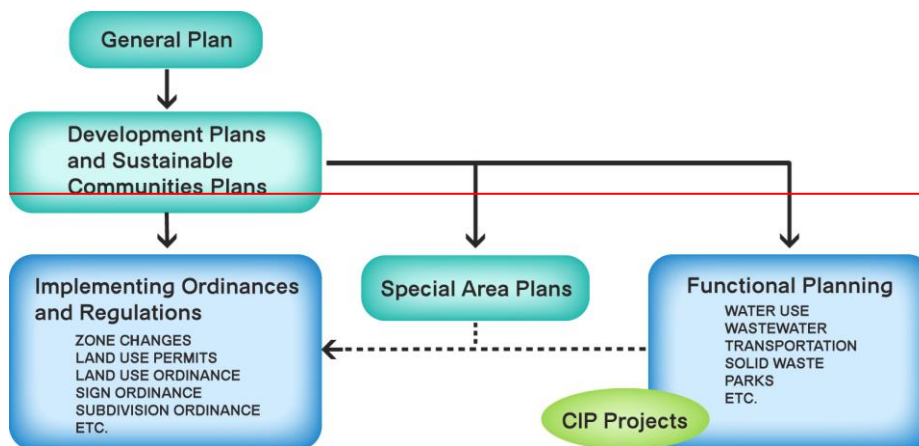 General Plan
Development Plans
and Sustainable
Communities Plans
Implementing Ordinances
and Regulations
ZONE CHANGES
LAND USE PERMITS
LAND USE ORDINANCE
SIGN ORDINANCE
SUBDIVISION ORDINANCE
ETC.
Special Area Plans
Functional Planning
WATER USE
WASTEWATER
TRANSPORTATION
SOLID WASTE
PARKS
ETC.
CIP Projects